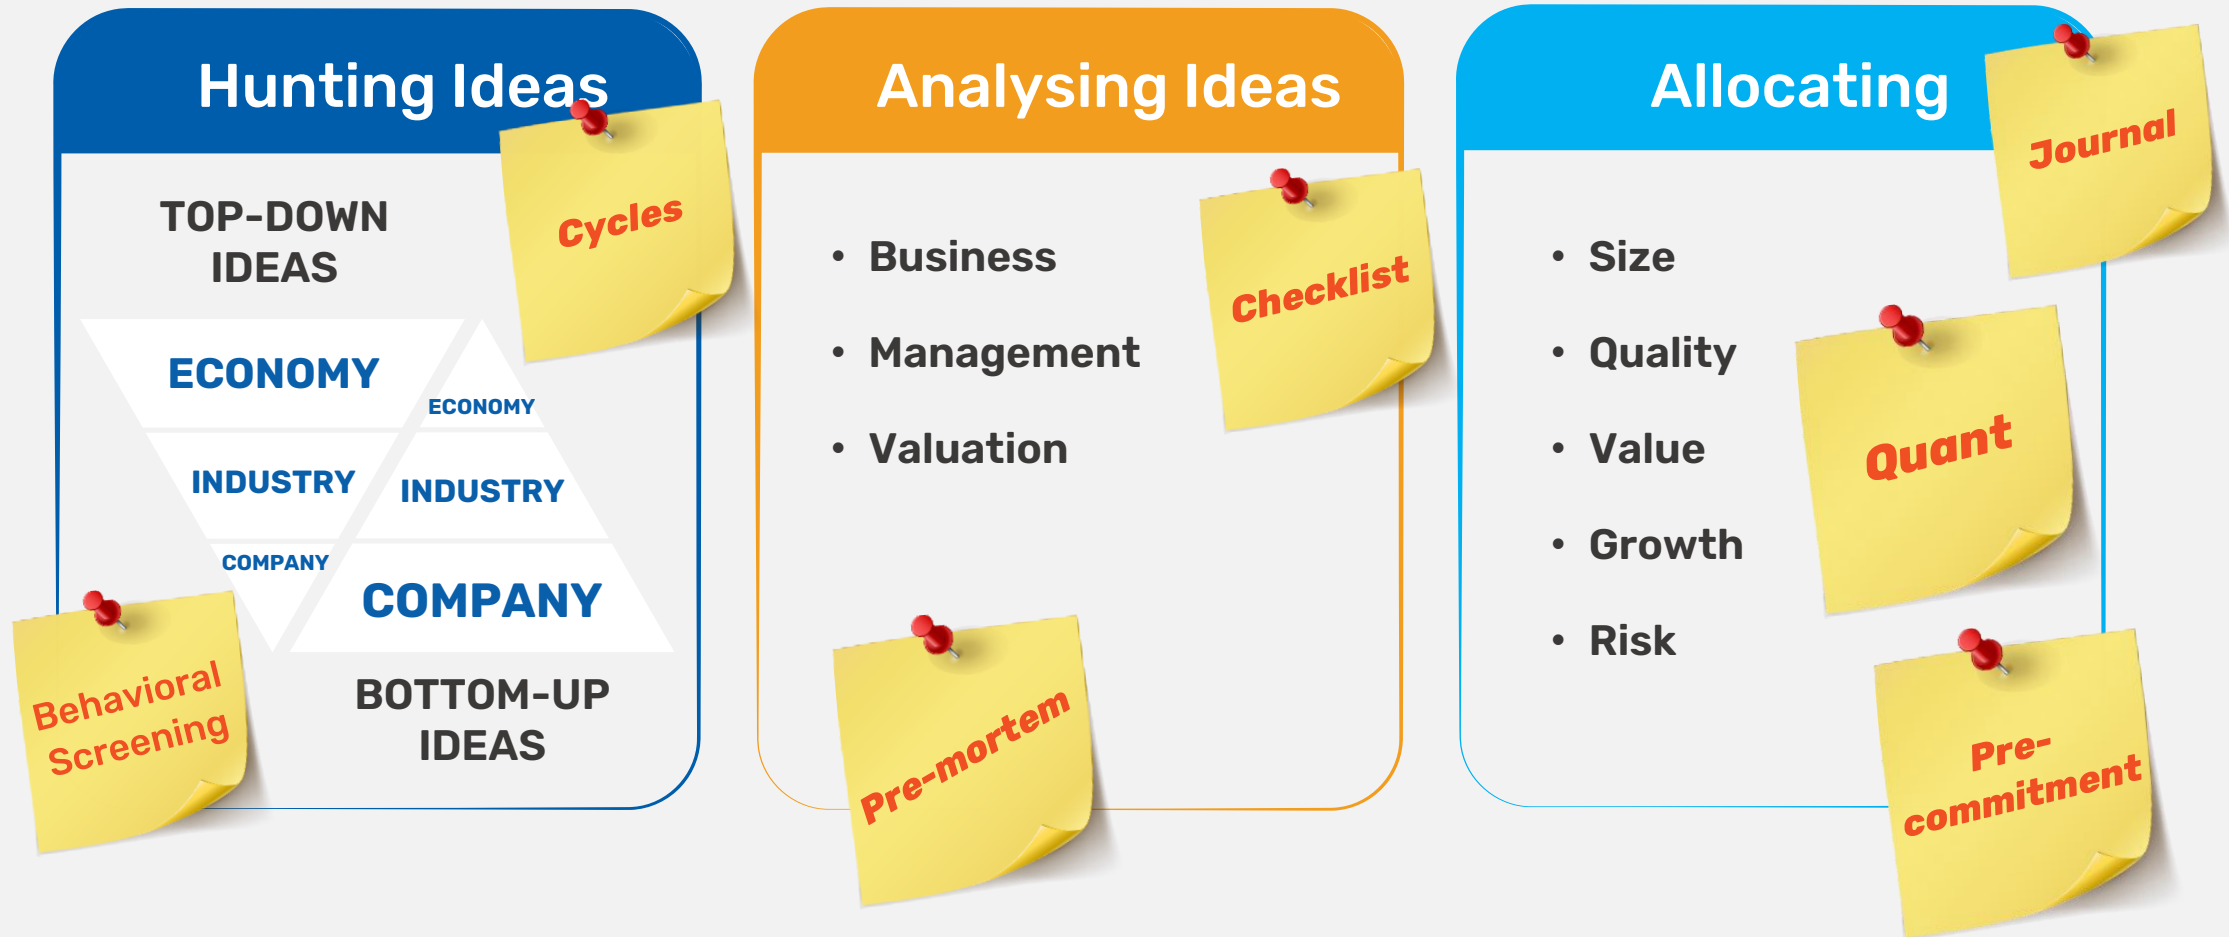 Hunting Ideas
Cycles
TOP-DOWN
IDEAS
ECONOMY
INDUSTRY
COMPANY
ECONOMY
INDUSTRY
COMPANY
BOTTOM-UP
IDEAS
Behavioral
Screening
Analysing Ideas
Checklist
• Business
• Management
• Valuation
Pre-mortem
Allocating
Journal
• Size
• Quality
• Value
• Growth
• Risk
Quant
Pre-
commitment